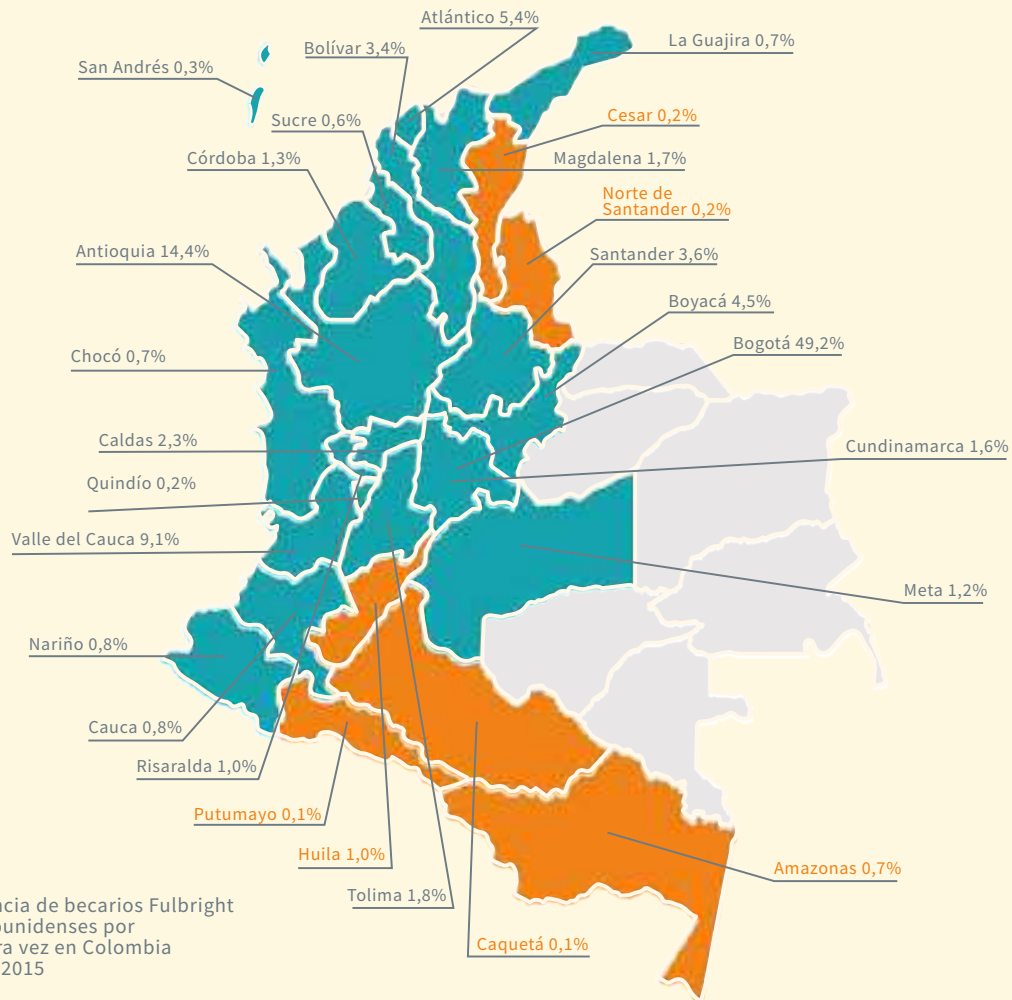 Atlántico 5,4%
Bolívar 3,4%
La Guajira 0,7%
San Andrés 0,3%
Sucre 0,6%
Cesar 0,2%
Córdoba 1,3%
Magdalena 1,7%
Norte de
Santander 0,2%
Antioquia 14,4%
Santander 3,6%
Boyacá 4,5%
Bogotá 49,2%
Chocó 0,7%
Caldas 2,3%
Cundinamarca 1,6%
Quindío 0,2%
Valle del Cauca 9,1%
Meta 1,2%
Nariño 0,8%
Cauca 0,8%
Risaralda 1,0%
Putumayo 0,1%
Huila 1,0%
Amazonas 0,7%
Tolima 1,8%
Caquetá 0,1%
de becarios Fulbright
por
vez en Colombia
2015